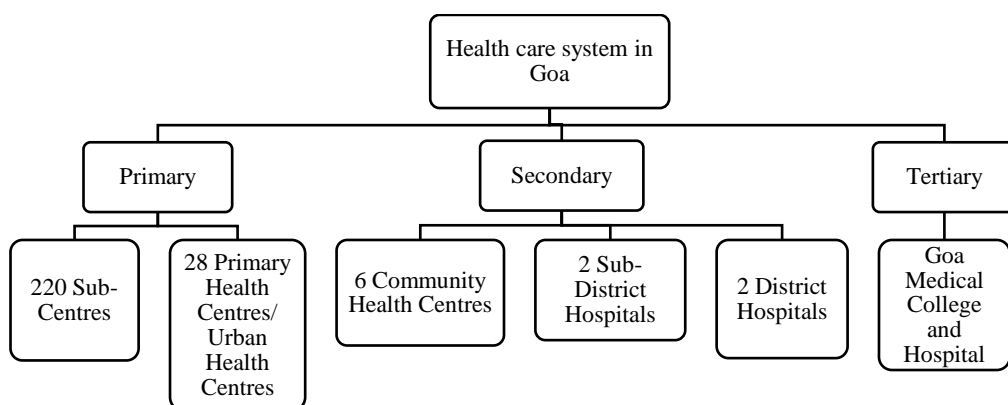 Health care system in
Goa
Primary
Secondary
Tertiary
220 Sub-
Centres
28 Primary
Health
Centres/
Urban
Health
Centres
6 Community
Health Centres
2 Sub-
District
Hospitals
2 District
Hospitals
Goa
Medical
College
and
Hospital